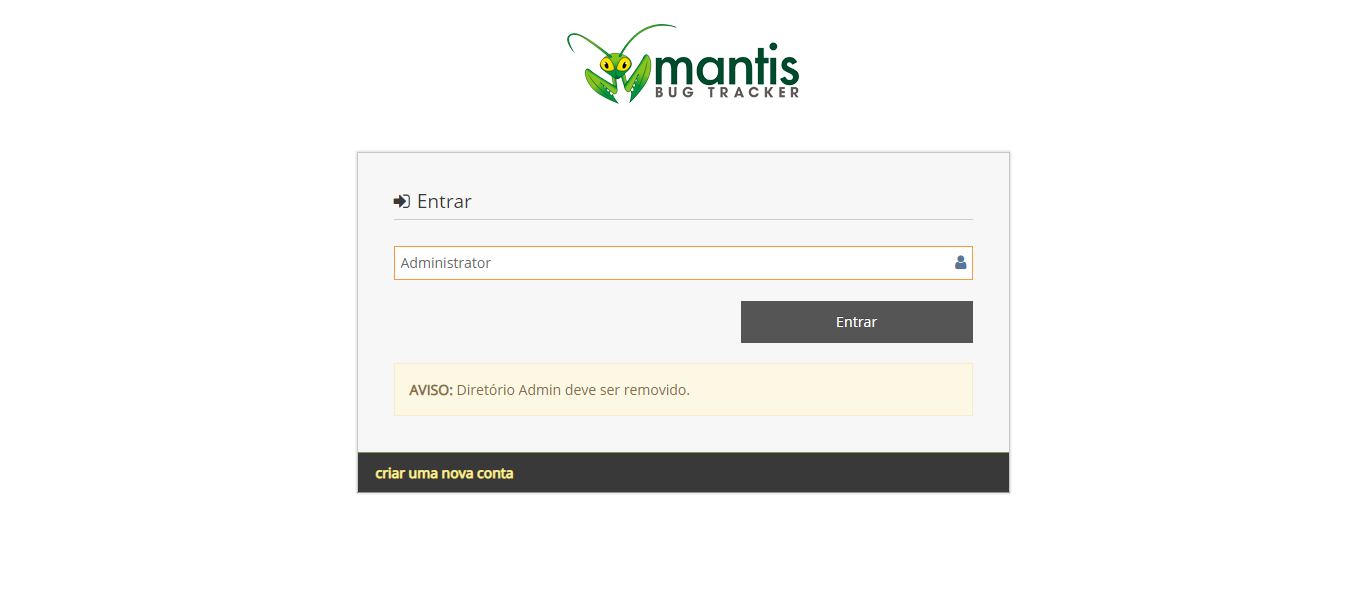 mantis
BUG TRACKER
Entrar
Administrator
Entrar
AVISO: Diretório Admin deve ser removido.
criar uma nova conta